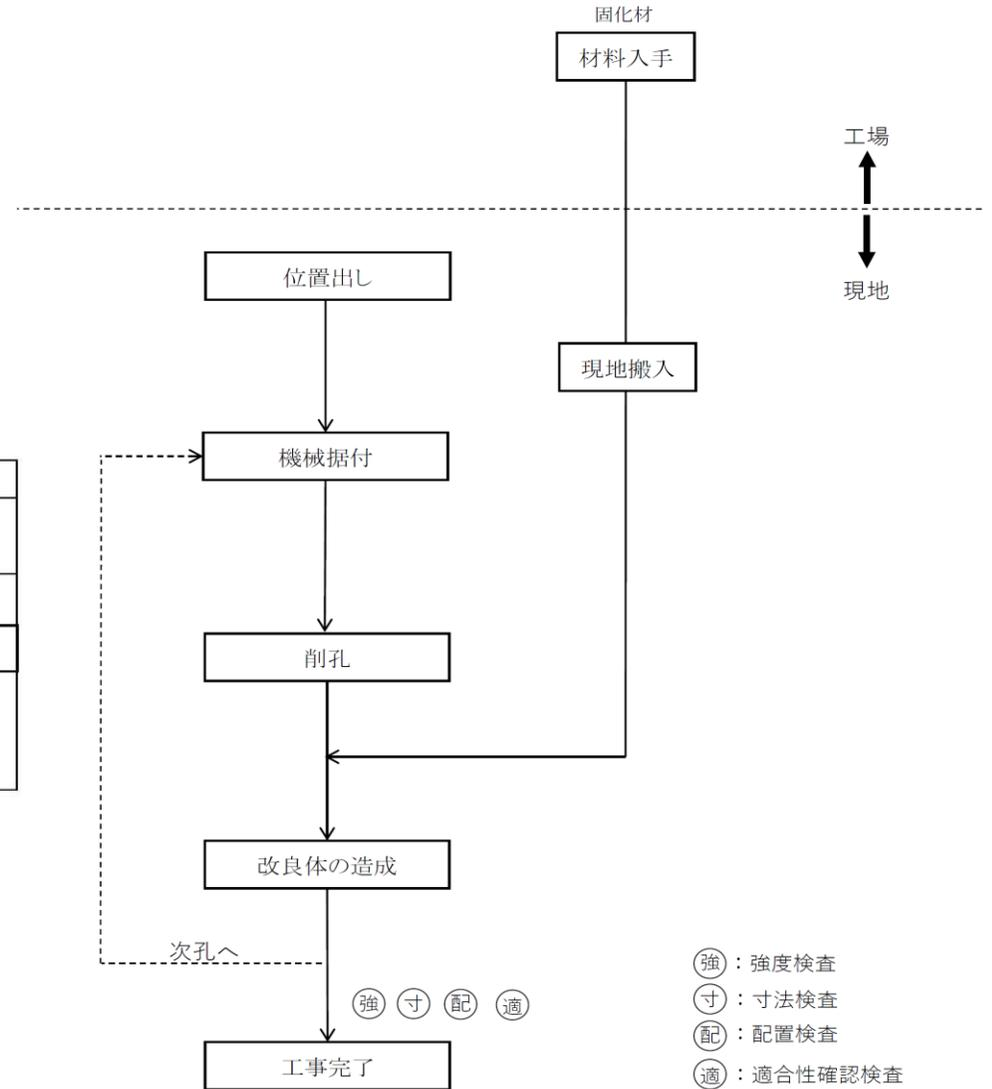 固化材
材料入手
工場
現地
位置出し
現地搬入
機械据付
削孔
改良体の造成
次孔へ
強 寸 配 適
工事完了
強：強度検査
寸：寸法検査
配：配置検査
適：適合性確認検査